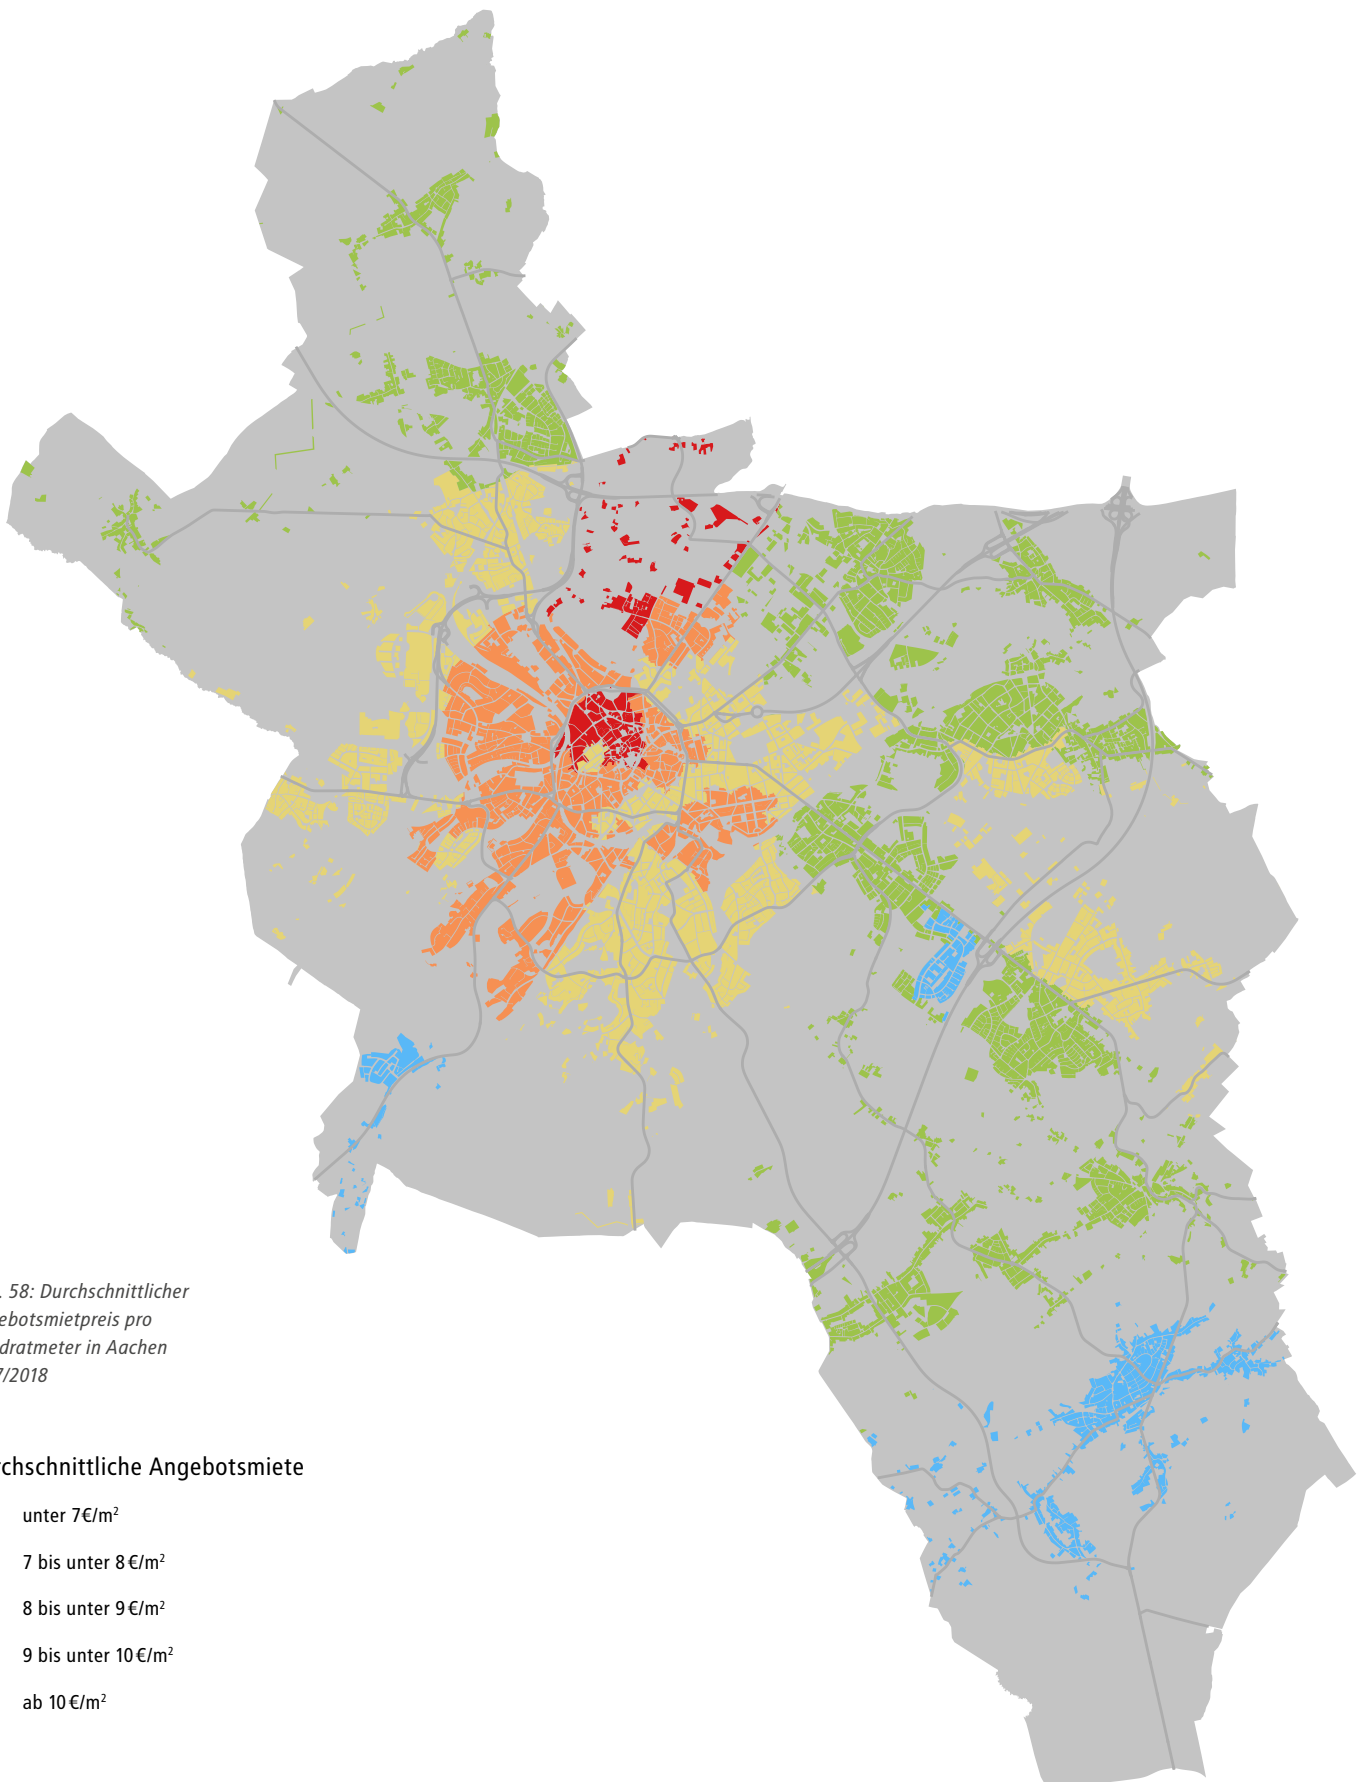 . 58: Durchschnittlicher
ebotsmietpreis pro
dratmeter in Aachen
7/2018
rchschnittliche Angebotsmiete
unter 7€/m²
7 bis unter 8€/m²
8 bis unter 9€/m²
9 bis unter 10€/m²
ab 10€/m²